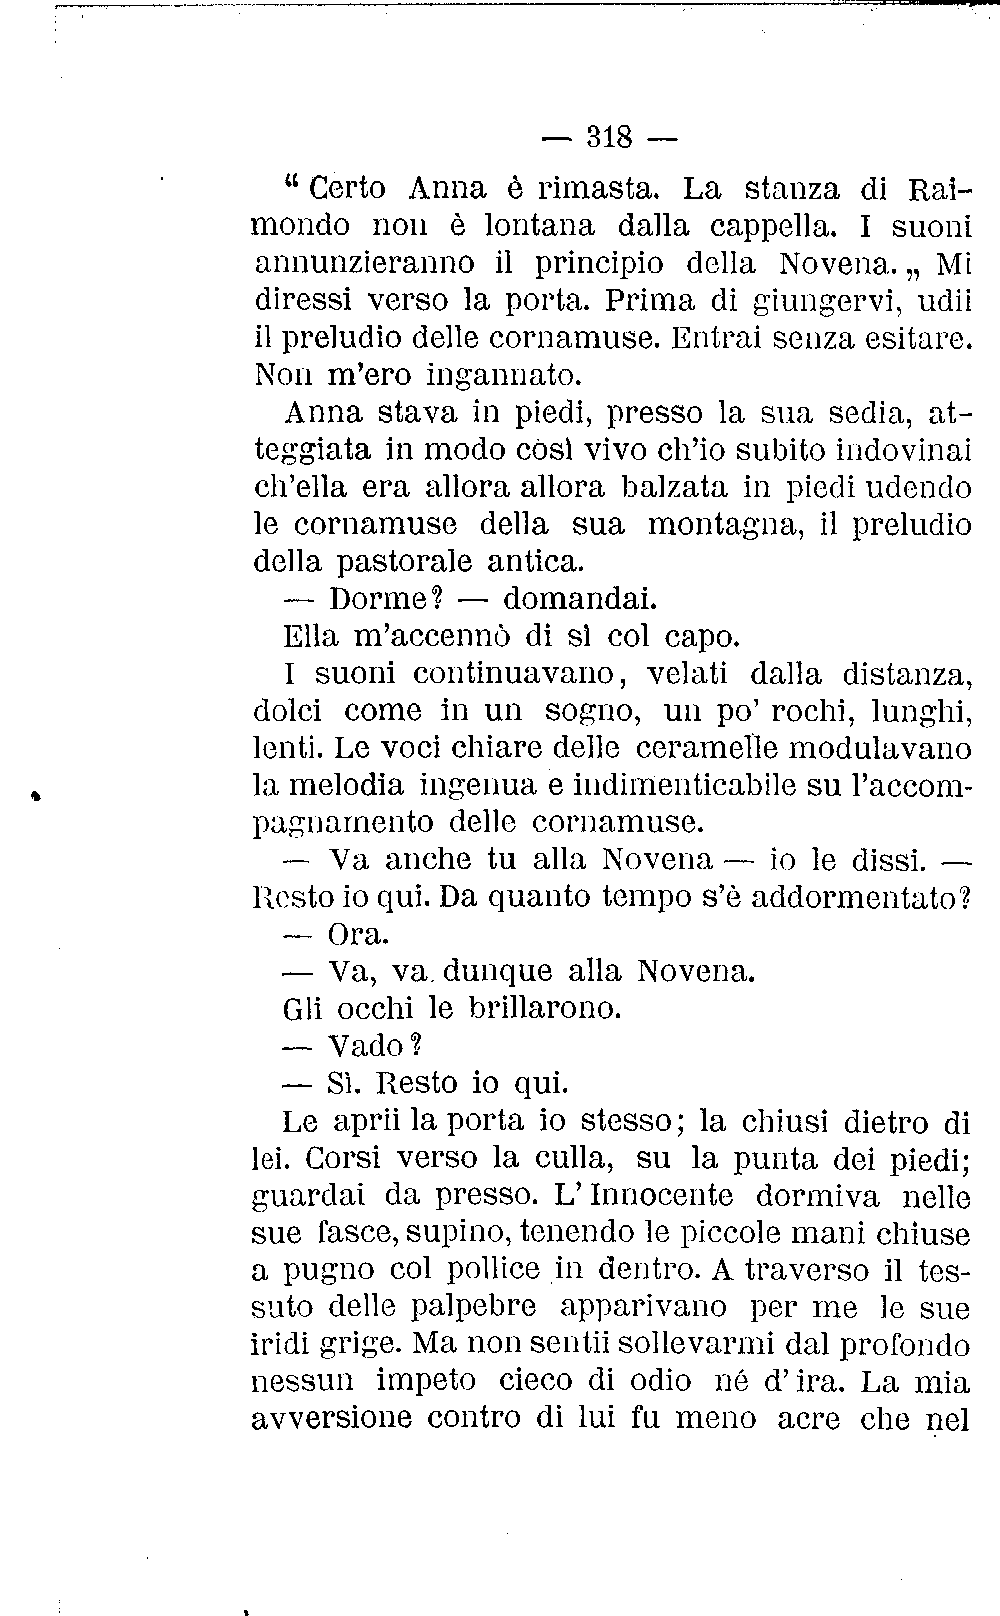 — 318 —
“ Certo Anna è rimasta. La stanza di Rai-
mondo non è lontana dalla cappella. I suoni
annunzieranno il principio della Novena. „ Mi
diressi verso la porta. Prima di giungervi, udii
il preludio delle cornamuse. Entrai senza esitare.
Non m'ero ingannato.
Anna stava in piedi, presso la sua sedia, at-
teggiata in modo così vivo ch'io subito indovinai
ch'ella era allora allora balzata in piedi udendo
le cornamuse della sua montagna, il preludio
della pastorale antica.
— Dorme? — domandai.
Ella m'accennò di sì col capo.
I suoni continuavano, velati dalla distanza,
dolci come in un sogno, un po' rochi, lunghi,
lenti. Le voci chiare delle ceramelle modulavano
la melodia ingenua e indimenticabile su l'accom-
pagnamento delle cornamuse.
— Va anche tu alla Novena — io le dissi. —
Resto io qui. Da quanto tempo s'è addormentato?
— Ora.
— Va, va dunque alla Novena.
Gli occhi le brillarono.
— Vado?
— Sì. Resto io qui.
Le aprii la porta io stesso; la chiusi dietro di
lei. Corsi verso la culla, su la punta dei piedi;
guardai da presso. L' Innocente dormiva nelle
sue fasce, supino, tenendo le piccole mani chiuse
a pugno col pollice in dentro. A traverso il tes-
suto delle palpebre apparivano per me le sue
iridi grige. Ma non sentii sollevarmi dal profondo
nessun impeto cieco di odio né d' ira. La mia
avversione contro di lui fu meno acre che nel